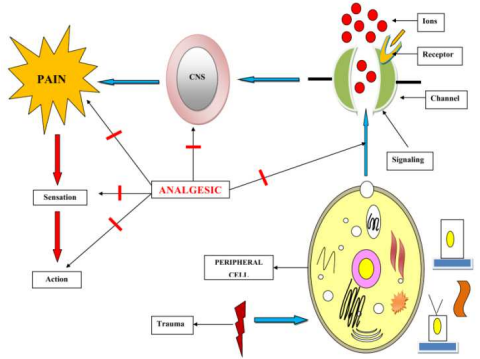 Ions
Receptor
PAIN
CNS
Channel
Signaling
ANALGESIC
Sensation
PERIPHERAL
CELL
Action
Trauma